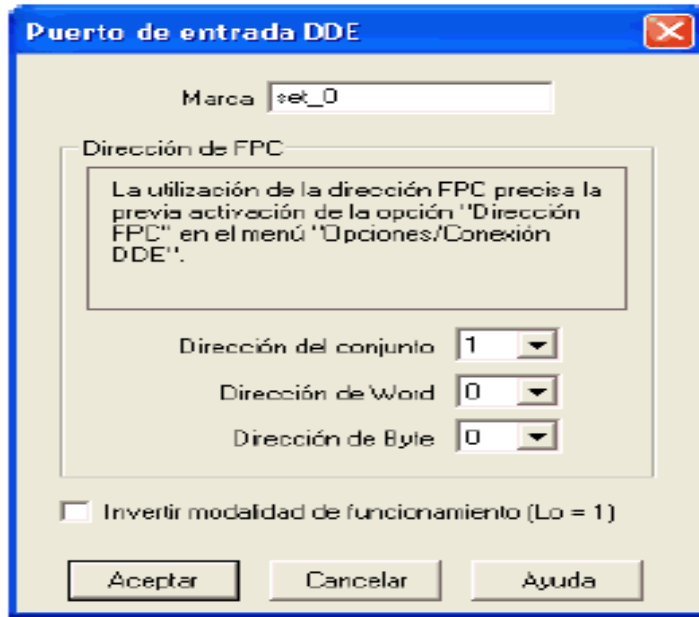 Puerto de entrada DDE
Marca set_0
Dirección de FPC
La utilización de la dirección FPC precisa la
previa activación de la opción "Dirección
FPC" en el menú "Opciones/Conexión
DDE".
Dirección del conjunto 1
Dirección de Word 0
Dirección de Byte 0
Invertir modalidad de funcionamiento (Lo = 1)
Aceptar Cancelar Ayuda